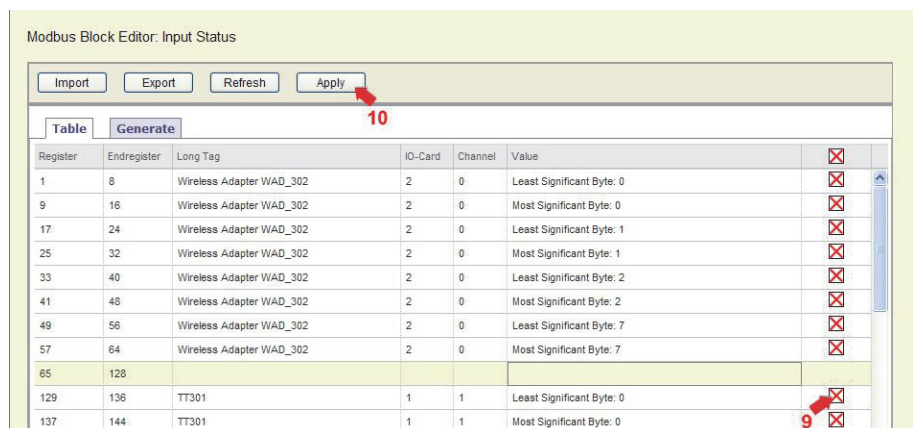 Modbus Block Editor: Input Status
Import Export Refresh Apply
10
Table Generate
Register Endregister Long Tag IO-Card Channel Value
1 8 Wireless Adapter WAD_302 2 0 Least Significant Byte: 0
9 16 Wireless Adapter WAD_302 2 0 Most Significant Byte: 0
17 24 Wireless Adapter WAD_302 2 0 Least Significant Byte: 1
25 32 Wireless Adapter WAD_302 2 0 Most Significant Byte: 1
33 40 Wireless Adapter WAD_302 2 0 Least Significant Byte: 2
41 48 Wireless Adapter WAD_302 2 0 Most Significant Byte: 2
49 56 Wireless Adapter WAD_302 2 0 Least Significant Byte: 7
57 64 Wireless Adapter WAD_302 2 0 Most Significant Byte: 7
65 128
129 136 TT301 1 1 Least Significant Byte: 0
137 144 TT301 1 1 Most Significant Byte: 0 9